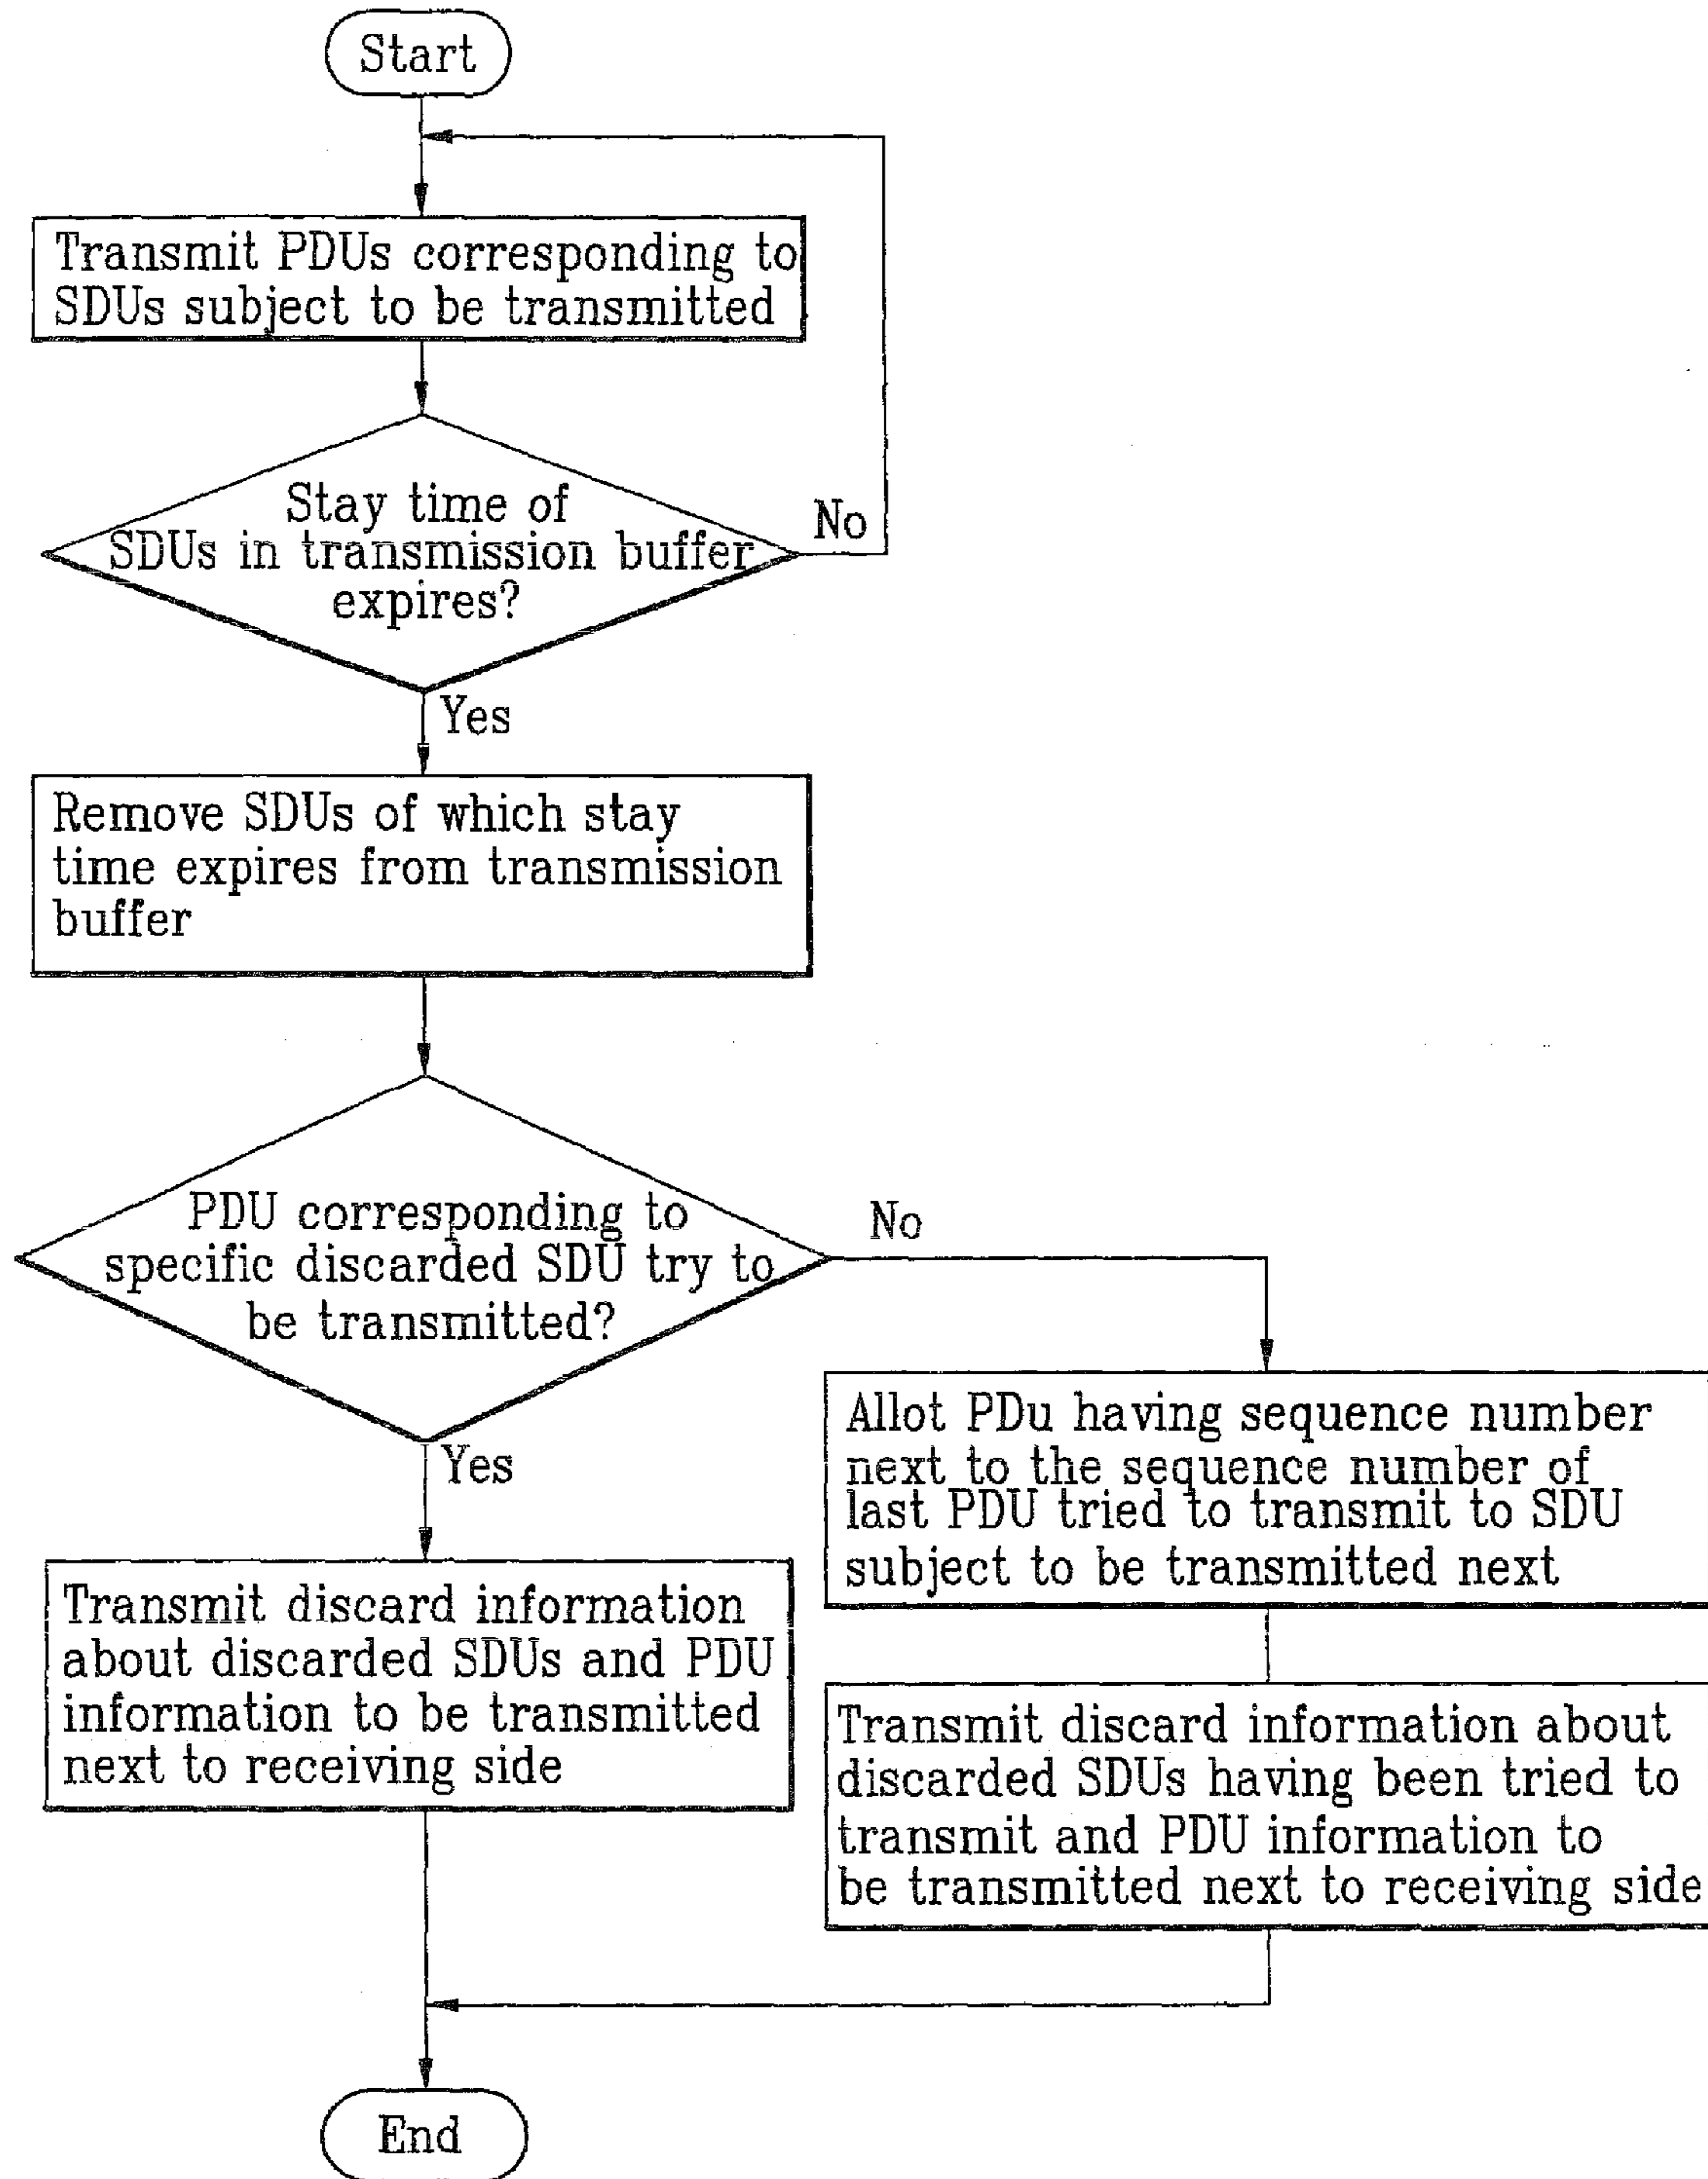 Start
Transmit PDUs corresponding to
SDUs subject to be transmitted
Stay time of
SDUs in transmission buffer
expires?
No
Yes
Remove SDUs of which stay
time expires from transmission
buffer
PDU corresponding to
specific discarded SDU try to
be transmitted?
No
Yes
Allot PDu having sequence number
next to the sequence number of
last PDU tried to transmit to SDU
subject to be transmitted next
Transmit discard information
about discarded SDUs and PDU
information to be transmitted
next to receiving side
Transmit discard information about
discarded SDUs having been tried to
transmit and PDU information to
be transmitted next to receiving side
End